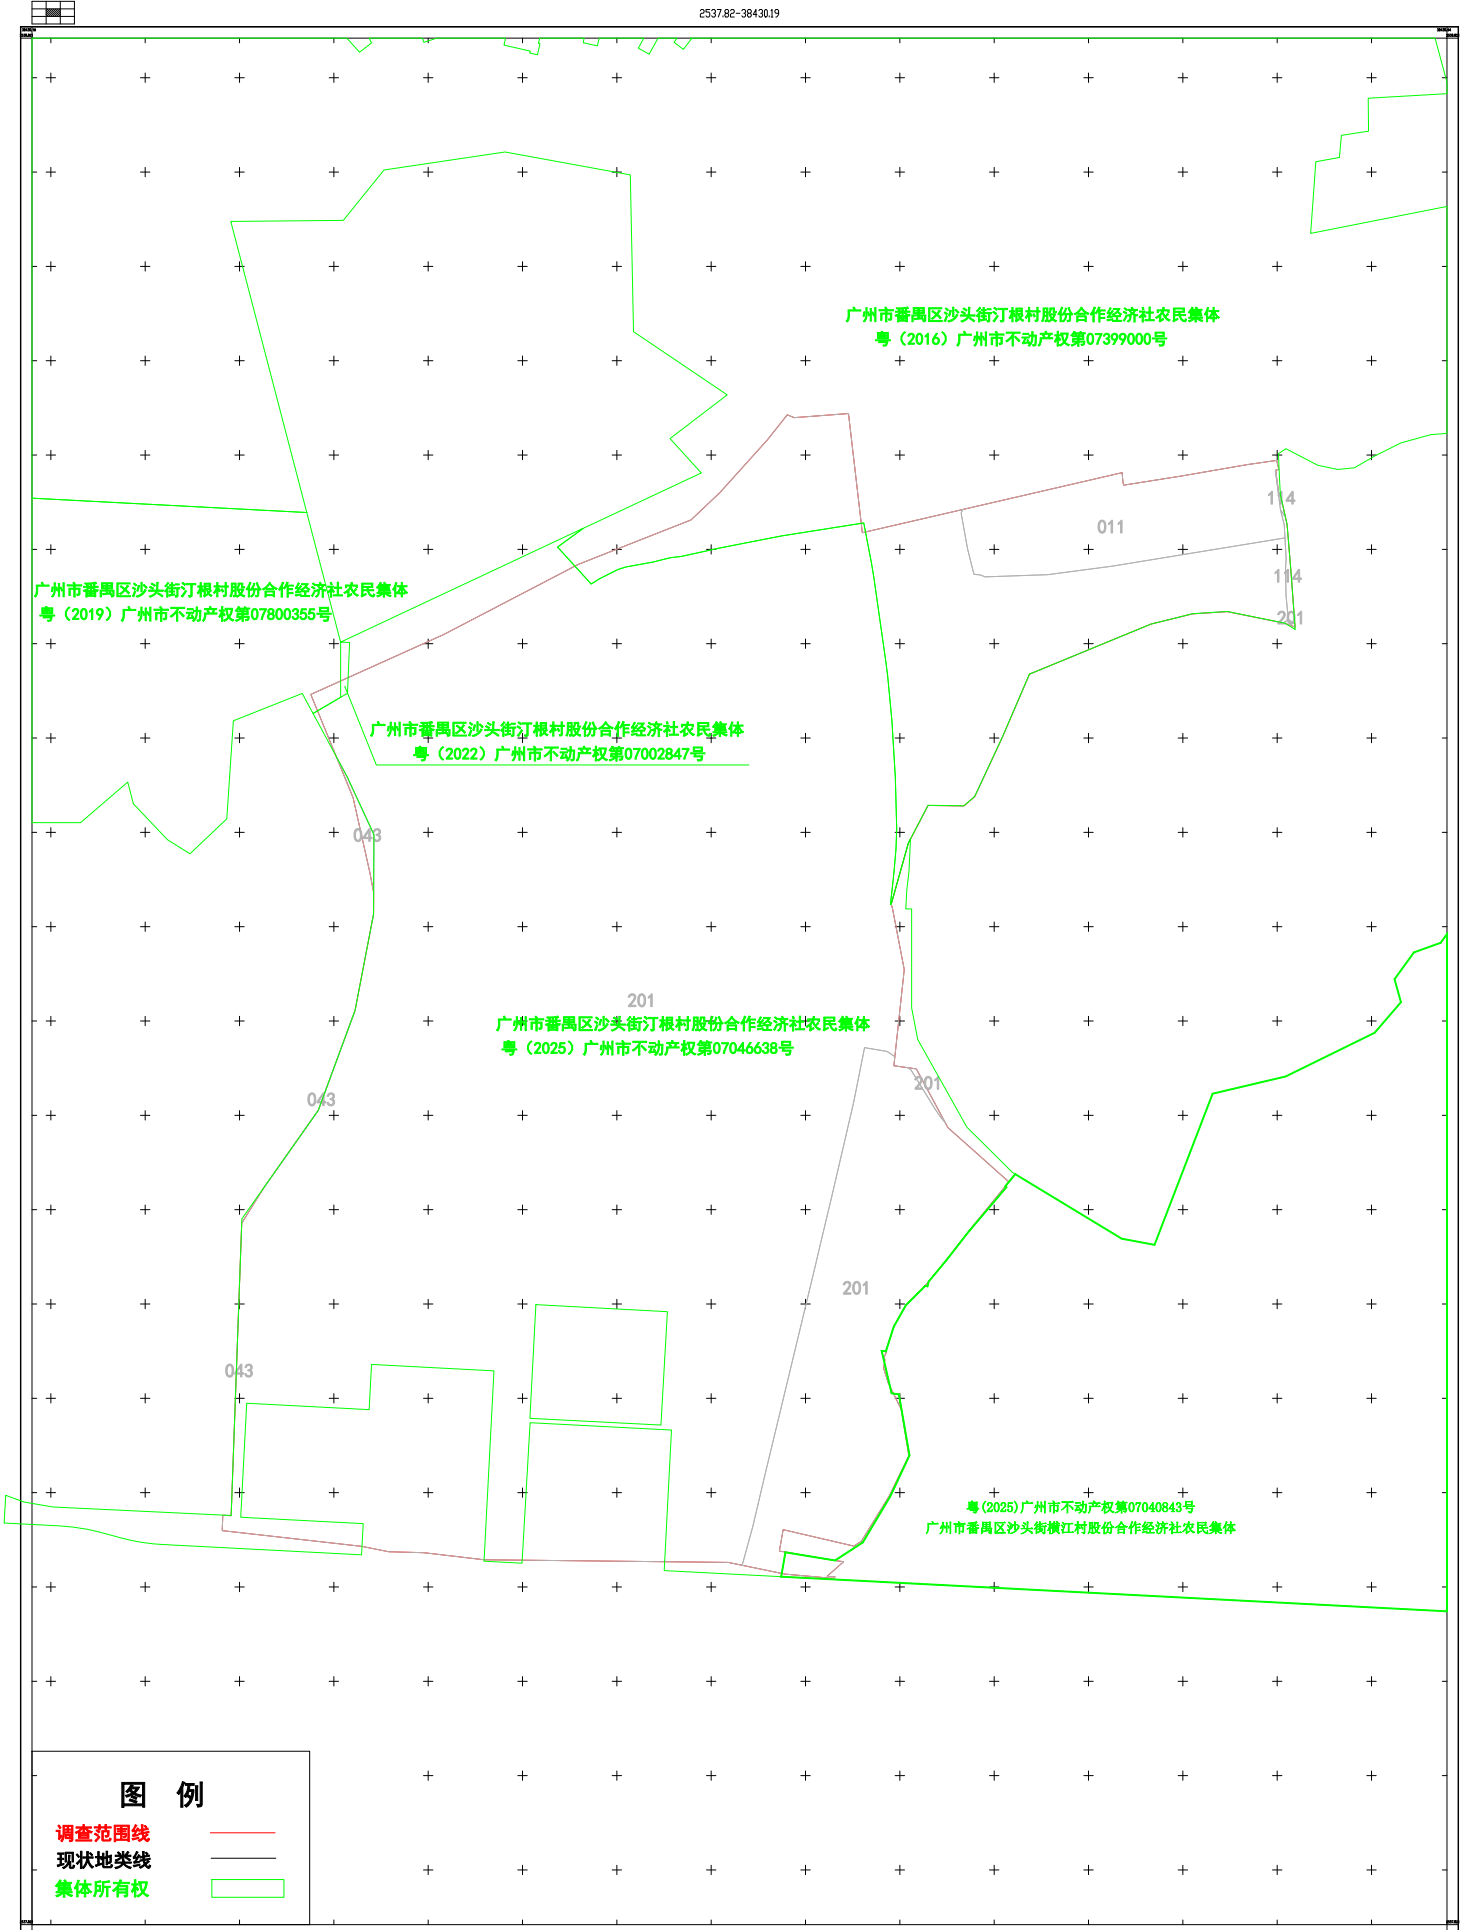 2537.82-38430.19
广州市番禺区沙头街汀根村股份合作经济社农民集体
粤（2016）广州市不动产权第07399000号
114
011
114
201
广州市番禺区沙头街汀根村股份合作经济社农民集体
粤（2019）广州市不动产权第07800355号
广州市番禺区沙头街汀根村股份合作经济社农民集体
粤（2022）广州市不动产权第07002847号
043
201
广州市番禺区沙头街汀根村股份合作经济社农民集体
粤（2025）广州市不动产权第07046638号
201
043
201
043
粤(2025)广州市不动产权第07040843号
广州市番禺区沙头街横江村股份合作经济社农民集体
图 例
调查范围线
现状地类线
集体所有权